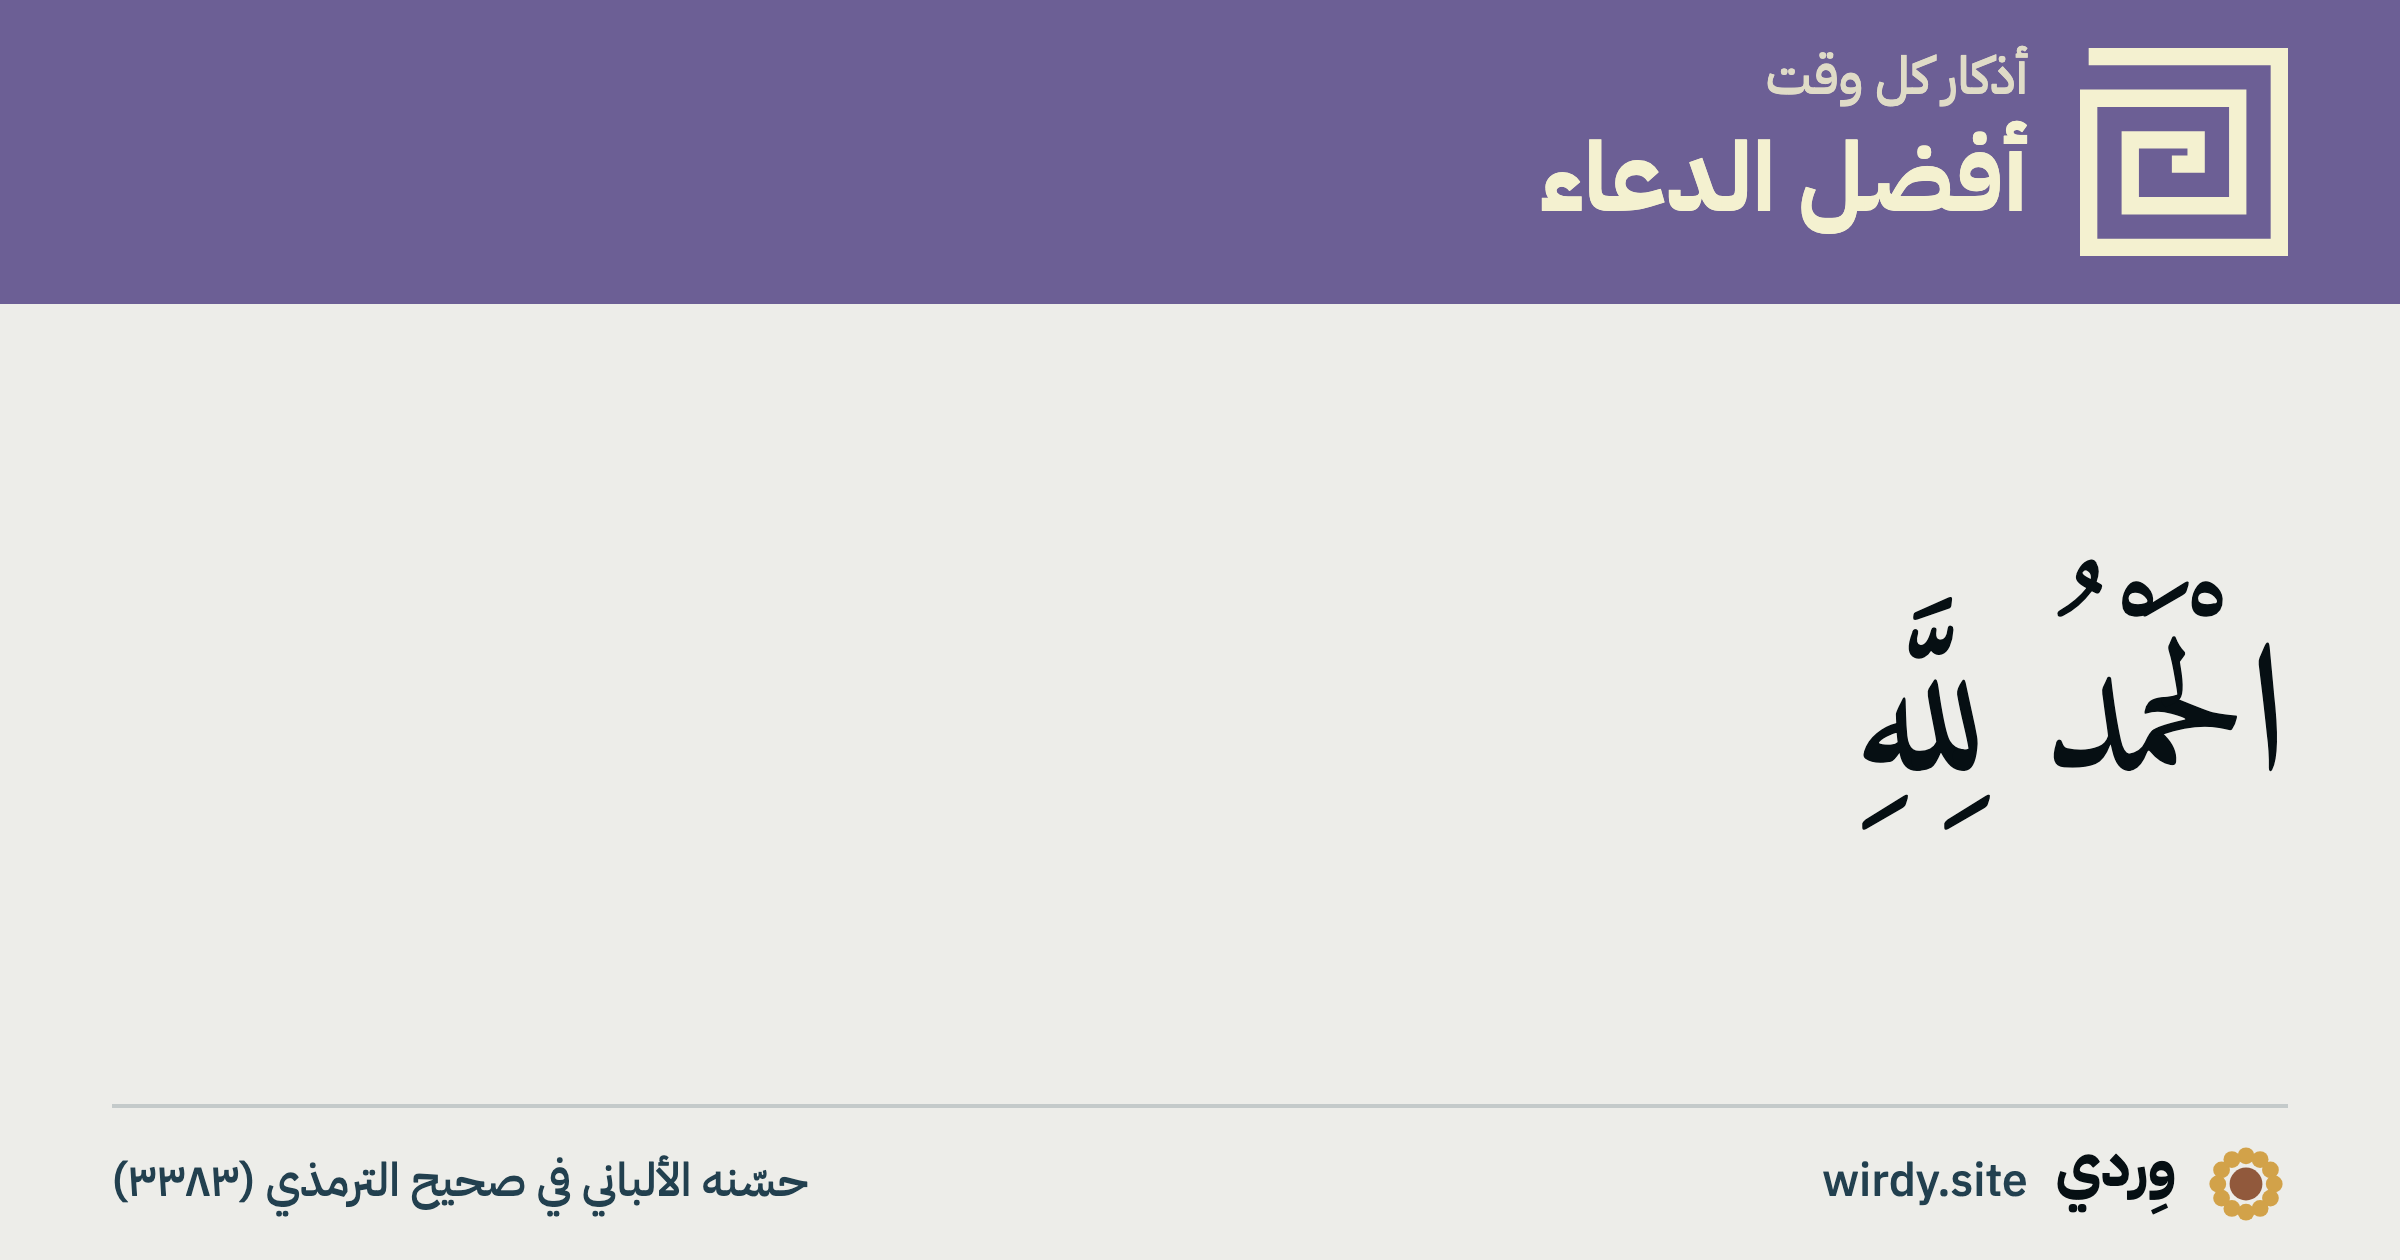 أذكار كل وقت
أفضل الدعاء
الْحَمْدُ لِلَّهِ
وِردي wirdy.site
حسّنه الألباني في صحيح الترمذي (٣٣٨٣)